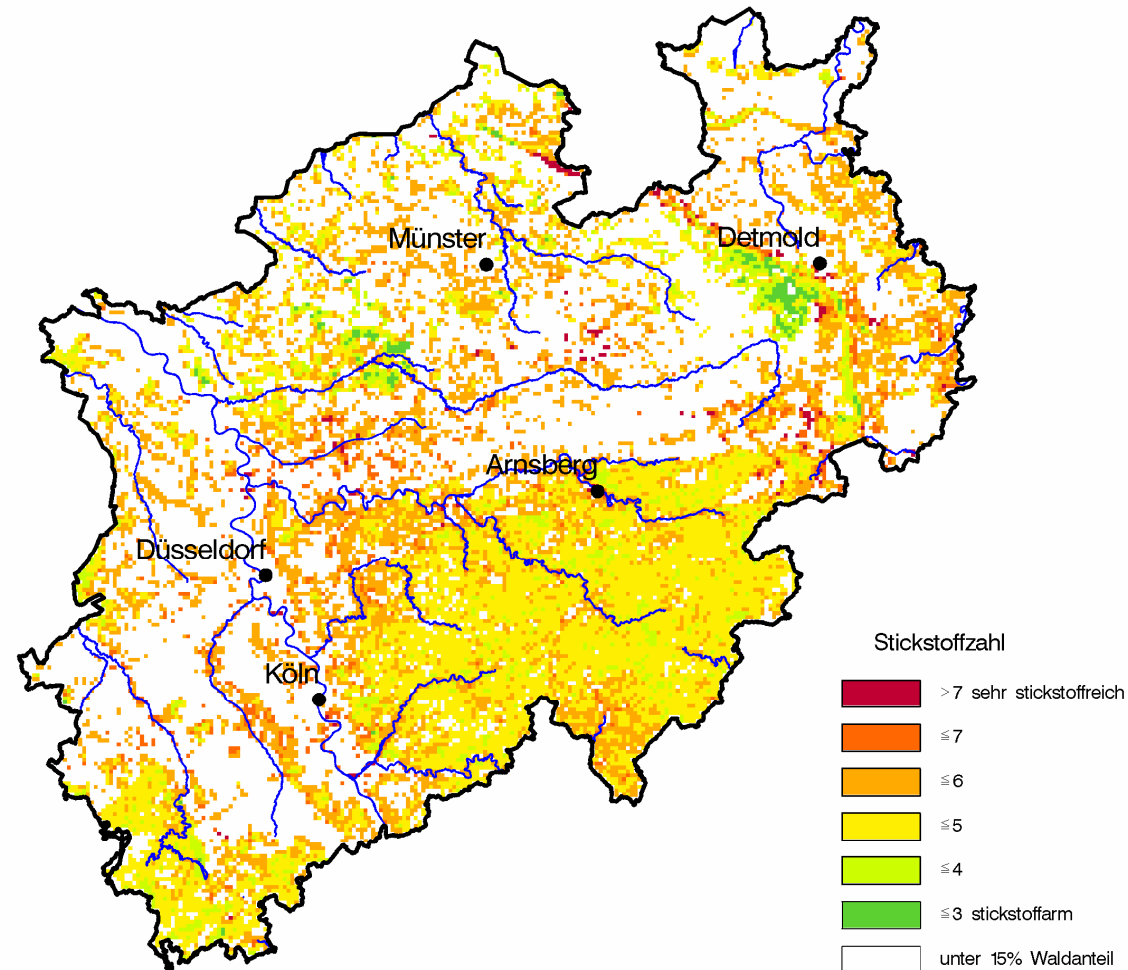 Münster
Detmold
Arnsberg
Düsseldorf
Köln
Stickstoffzahl
>7 sehr stickstoffreich
≦7
≦6
≦5
≦4
≦3 stickstoffarm
unter 15% Waldanteil